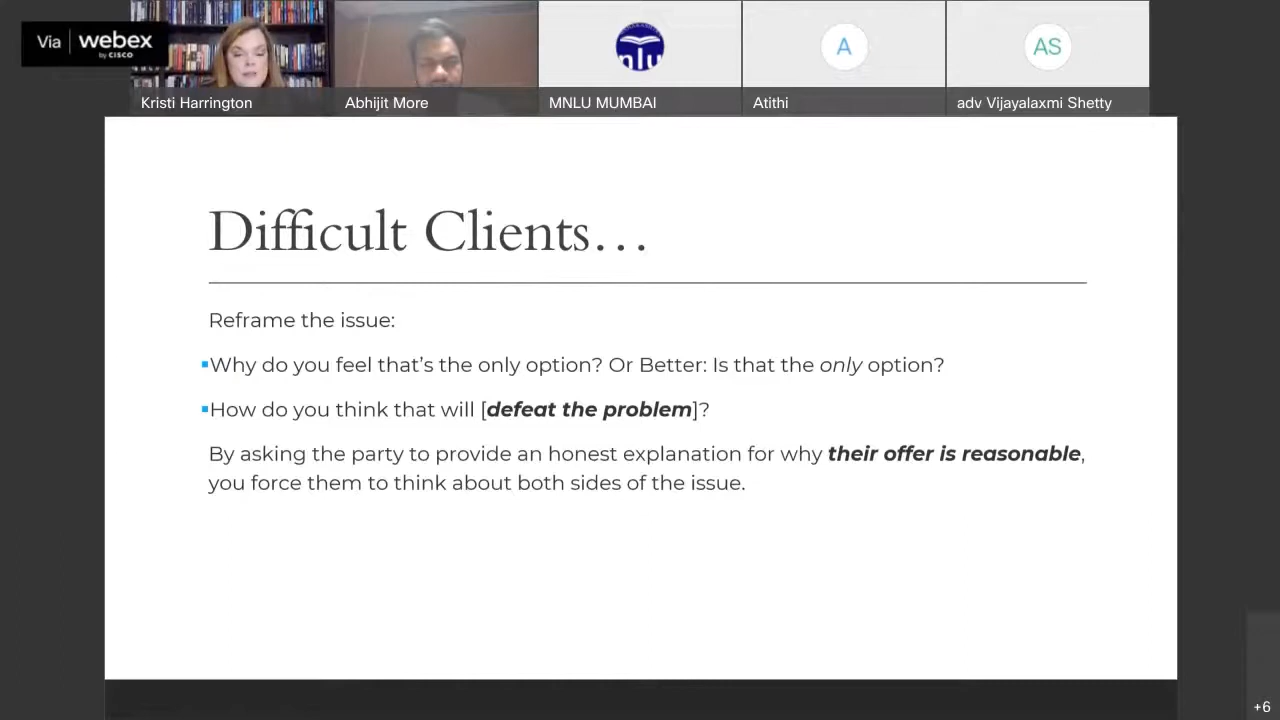 Via webex
by CISCO
Kristi Harrington
Abhijit More
nlu
MNLU MUMBAI
A
Atithi
AS
adv Vijayalaxmi Shetty
Difficult Clients…
Reframe the issue:
▪Why do you feel that’s the only option? Or Better: Is that the only option?
▪How do you think that will [defeat the problem]?
By asking the party to provide an honest explanation for why their offer is reasonable,
you force them to think about both sides of the issue.
+6